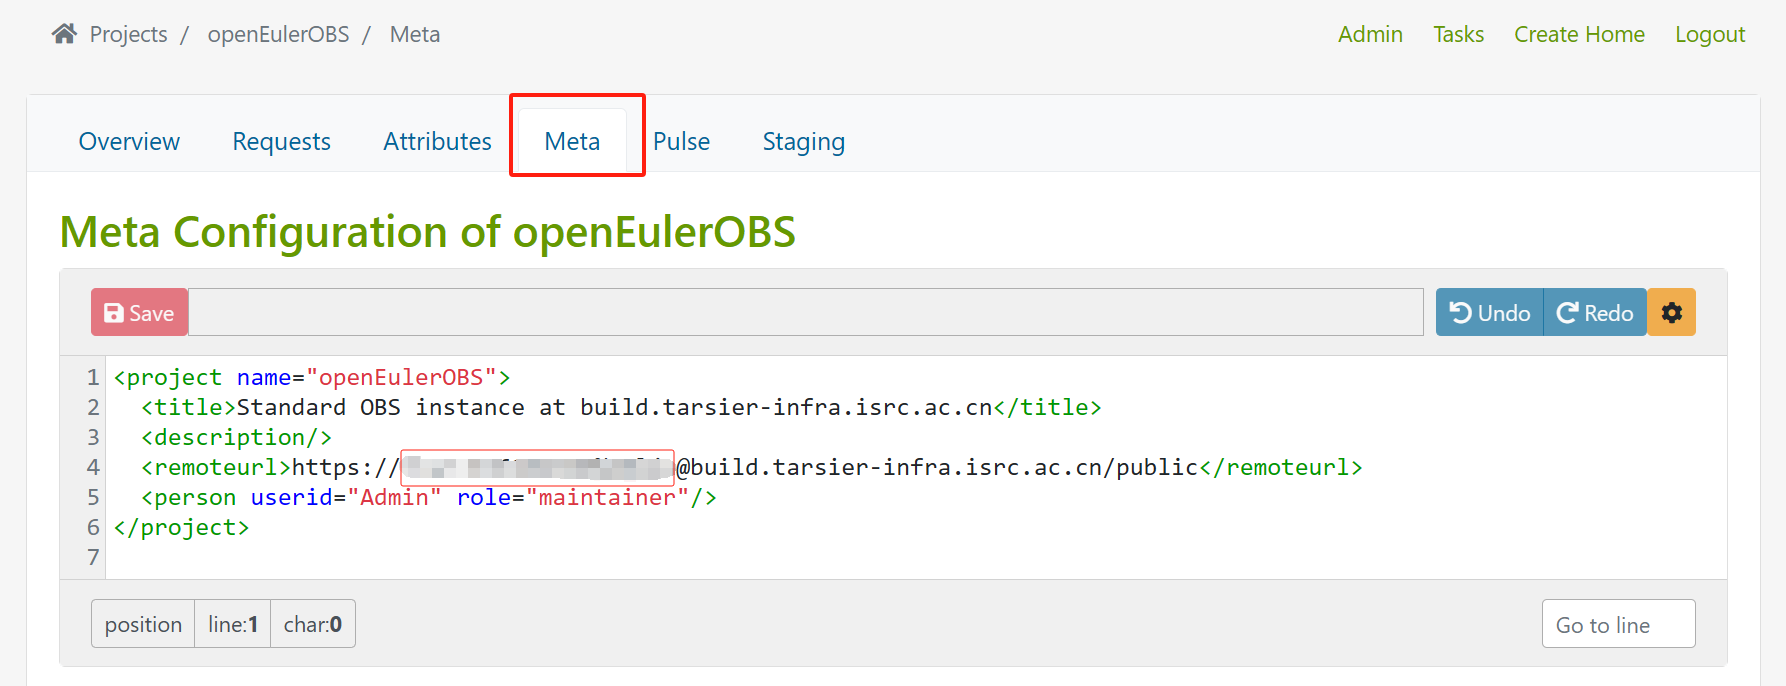 Projects / openEulerOBS / Meta
Admin Tasks Create Home Logout
Overview Requests Attributes Meta Pulse Staging
Meta Configuration of openEulerOBS
Save Undo Redo
1 <project name="openEulerOBS">
2 <title>Standard OBS instance at build.tarsier-infra.isrc.ac.cn</title>
3 <description/>
4 <remoteurl>https://@build.tarsier-infra.isrc.ac.cn/public</remoteurl>
5 <person userid="Admin" role="maintainer"/>
6 </project>
7
position line:1 char:0 Go to line